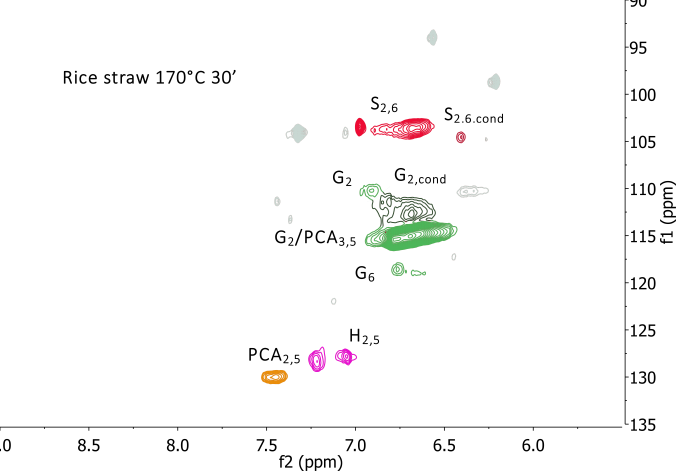 90
95
Rice straw 170°C 30’
100
S2,6
S2.6.cond
105
G2
G2,cond
110
G2/PCA3,5
115
f1 (ppm)
G6
120
125
H2,5
PCA2,5
130
135
.0
8.5
8.0
7.5
7.0
6.5
6.0
f2 (ppm)